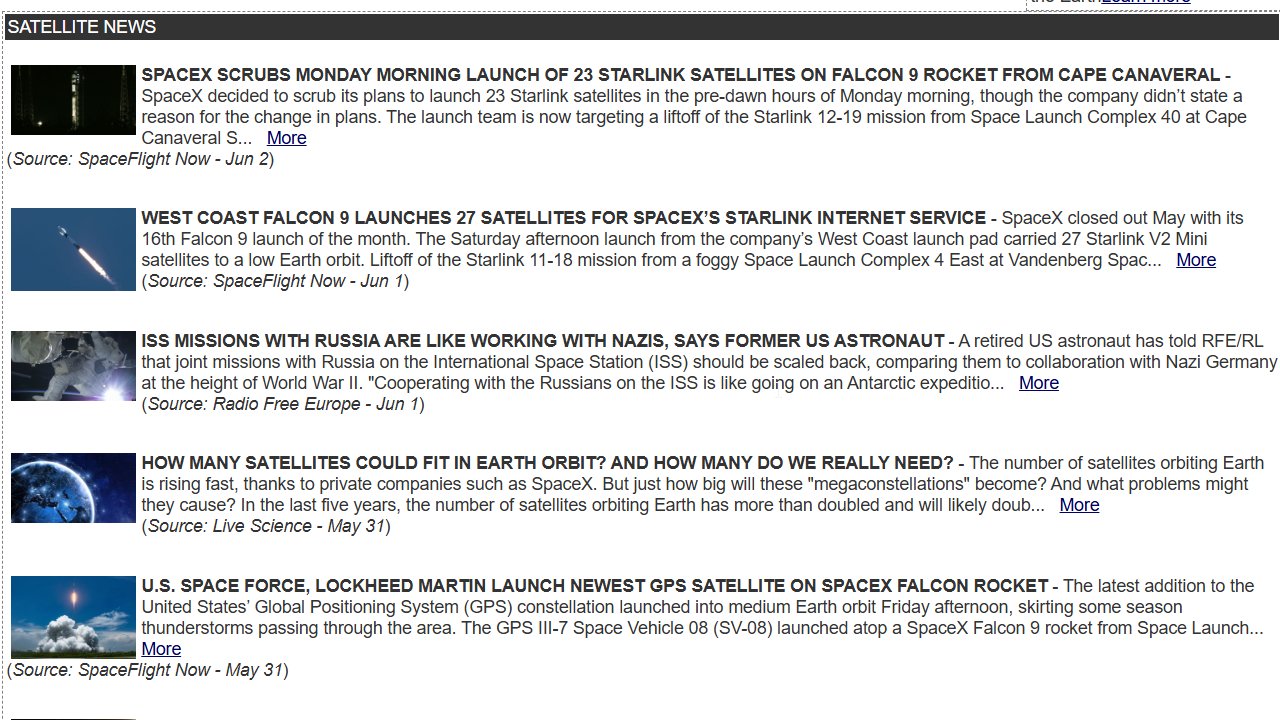 the Earth Learn more
SATELLITE NEWS
SPACEX SCRUBS MONDAY MORNING LAUNCH OF 23 STARLINK SATELLITES ON FALCON 9 ROCKET FROM CAPE CANAVERAL -
SpaceX decided to scrub its plans to launch 23 Starlink satellites in the pre-dawn hours of Monday morning, though the company didn’t state a
reason for the change in plans. The launch team is now targeting a liftoff of the Starlink 12-19 mission from Space Launch Complex 40 at Cape
Canaveral S... More
(Source: SpaceFlight Now - Jun 2)
WEST COAST FALCON 9 LAUNCHES 27 SATELLITES FOR SPACEX’S STARLINK INTERNET SERVICE - SpaceX closed out May with its
16th Falcon 9 launch of the month. The Saturday afternoon launch from the company’s West Coast launch pad carried 27 Starlink V2 Mini
satellites to a low Earth orbit. Liftoff of the Starlink 11-18 mission from a foggy Space Launch Complex 4 East at Vandenberg Spac... More
(Source: SpaceFlight Now - Jun 1)
ISS MISSIONS WITH RUSSIA ARE LIKE WORKING WITH NAZIS, SAYS FORMER US ASTRONAUT - A retired US astronaut has told RFE/RL
that joint missions with Russia on the International Space Station (ISS) should be scaled back, comparing them to collaboration with Nazi Germany
at the height of World War II. "Cooperating with the Russians on the ISS is like going on an Antarctic expeditio... More
(Source: Radio Free Europe - Jun 1)
HOW MANY SATELLITES COULD FIT IN EARTH ORBIT? AND HOW MANY DO WE REALLY NEED? - The number of satellites orbiting Earth
is rising fast, thanks to private companies such as SpaceX. But just how big will these "megaconstellations" become? And what problems might
they cause? In the last five years, the number of satellites orbiting Earth has more than doubled and will likely doub... More
(Source: Live Science - May 31)
U.S. SPACE FORCE, LOCKHEED MARTIN LAUNCH NEWEST GPS SATELLITE ON SPACEX FALCON ROCKET - The latest addition to the
United States’ Global Positioning System (GPS) constellation launched into medium Earth orbit Friday afternoon, skirting some season
thunderstorms passing through the area. The GPS III-7 Space Vehicle 08 (SV-08) launched atop a SpaceX Falcon 9 rocket from Space Launch...
More
(Source: SpaceFlight Now - May 31)